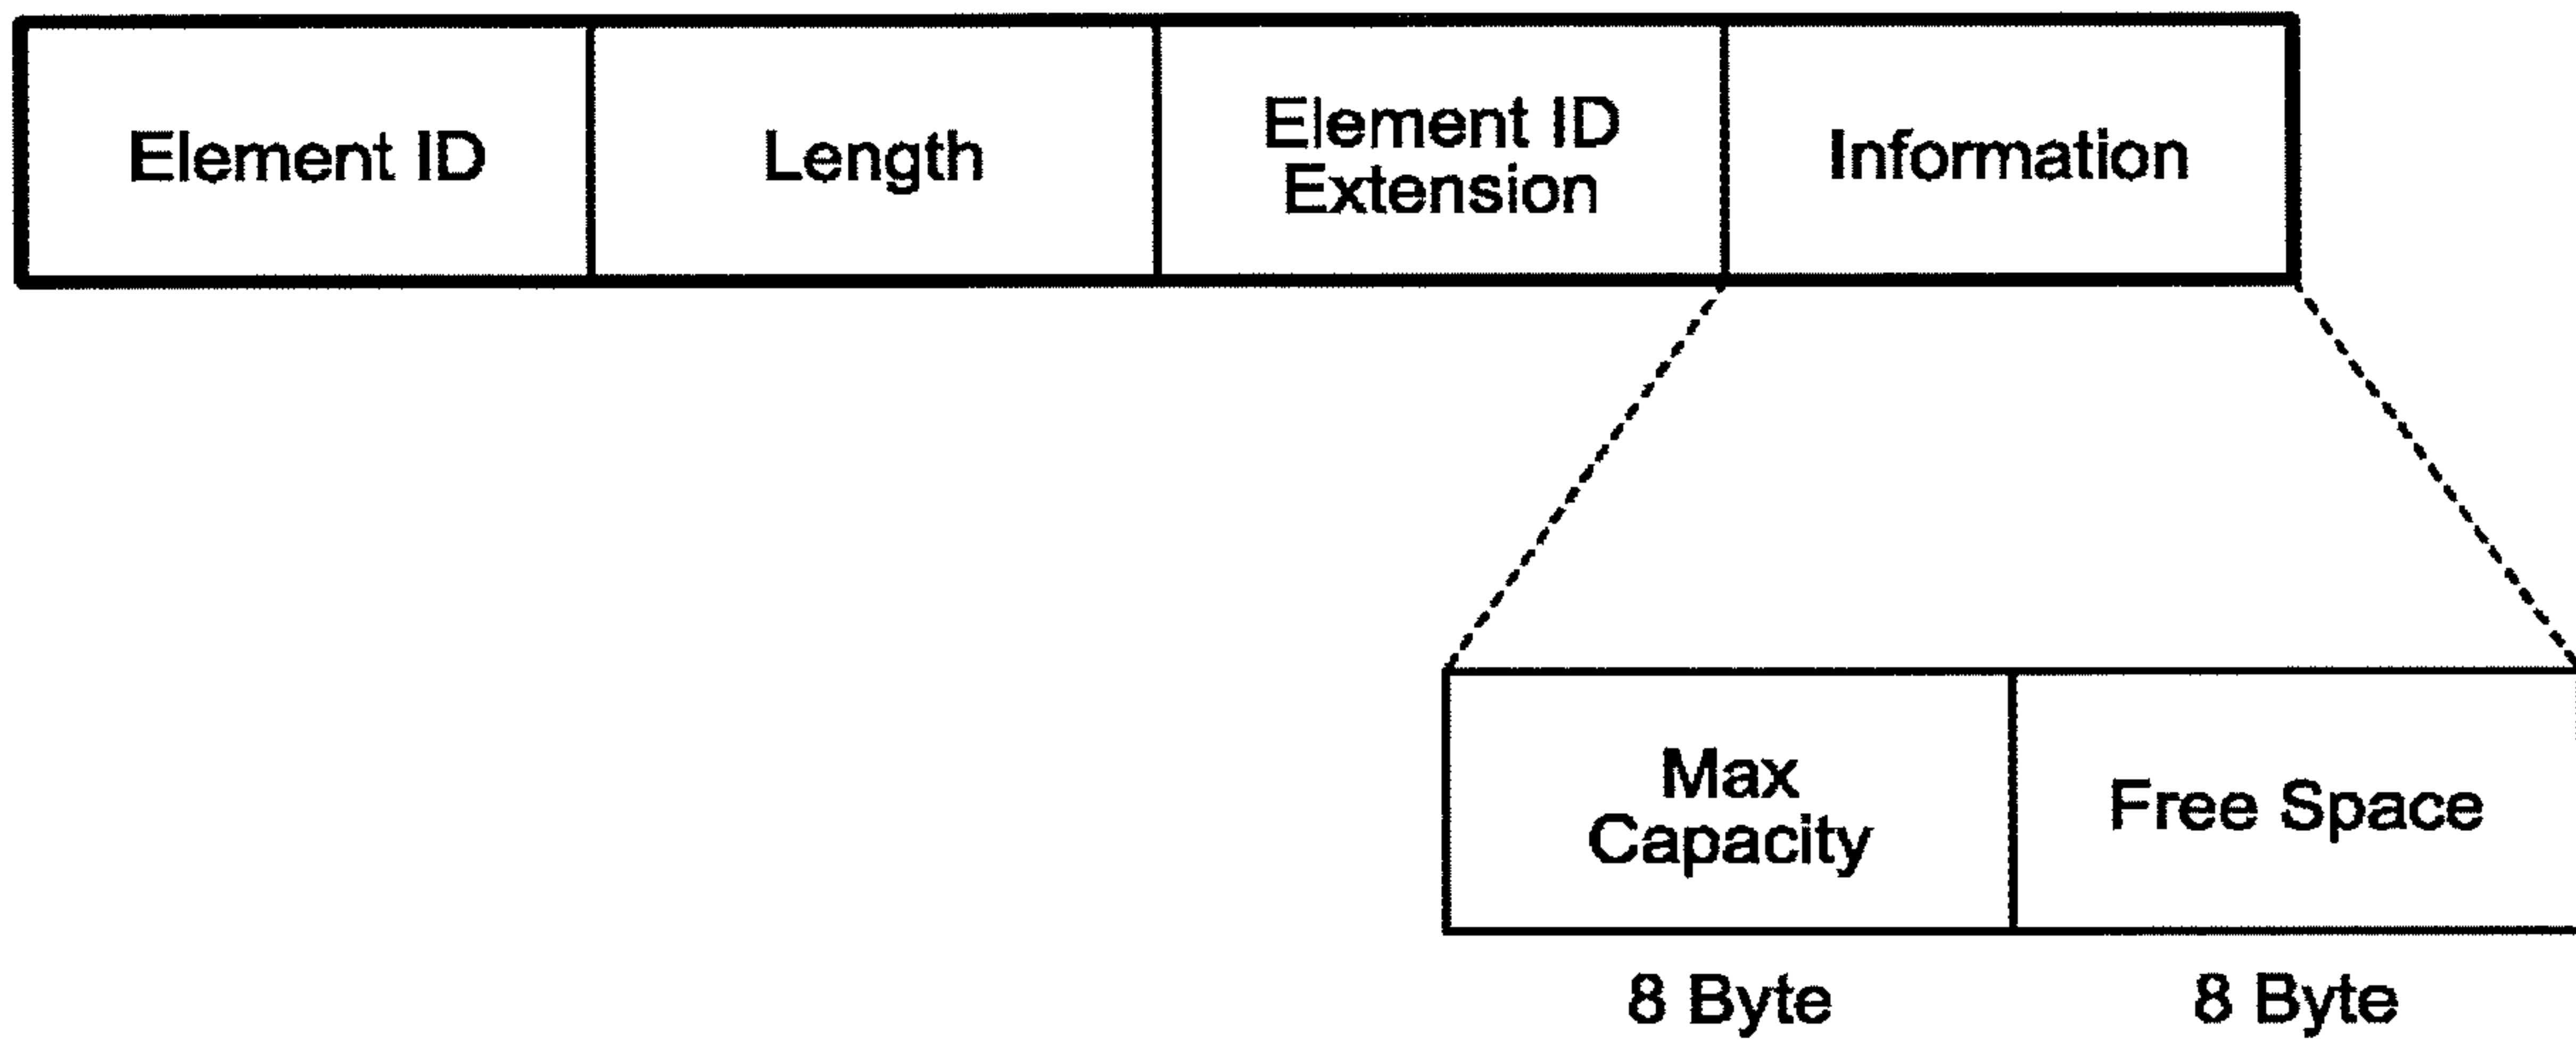 Element ID
Length
Element ID
Extension
Information
Max
Capacity
Free Space
8 Byte
8 Byte